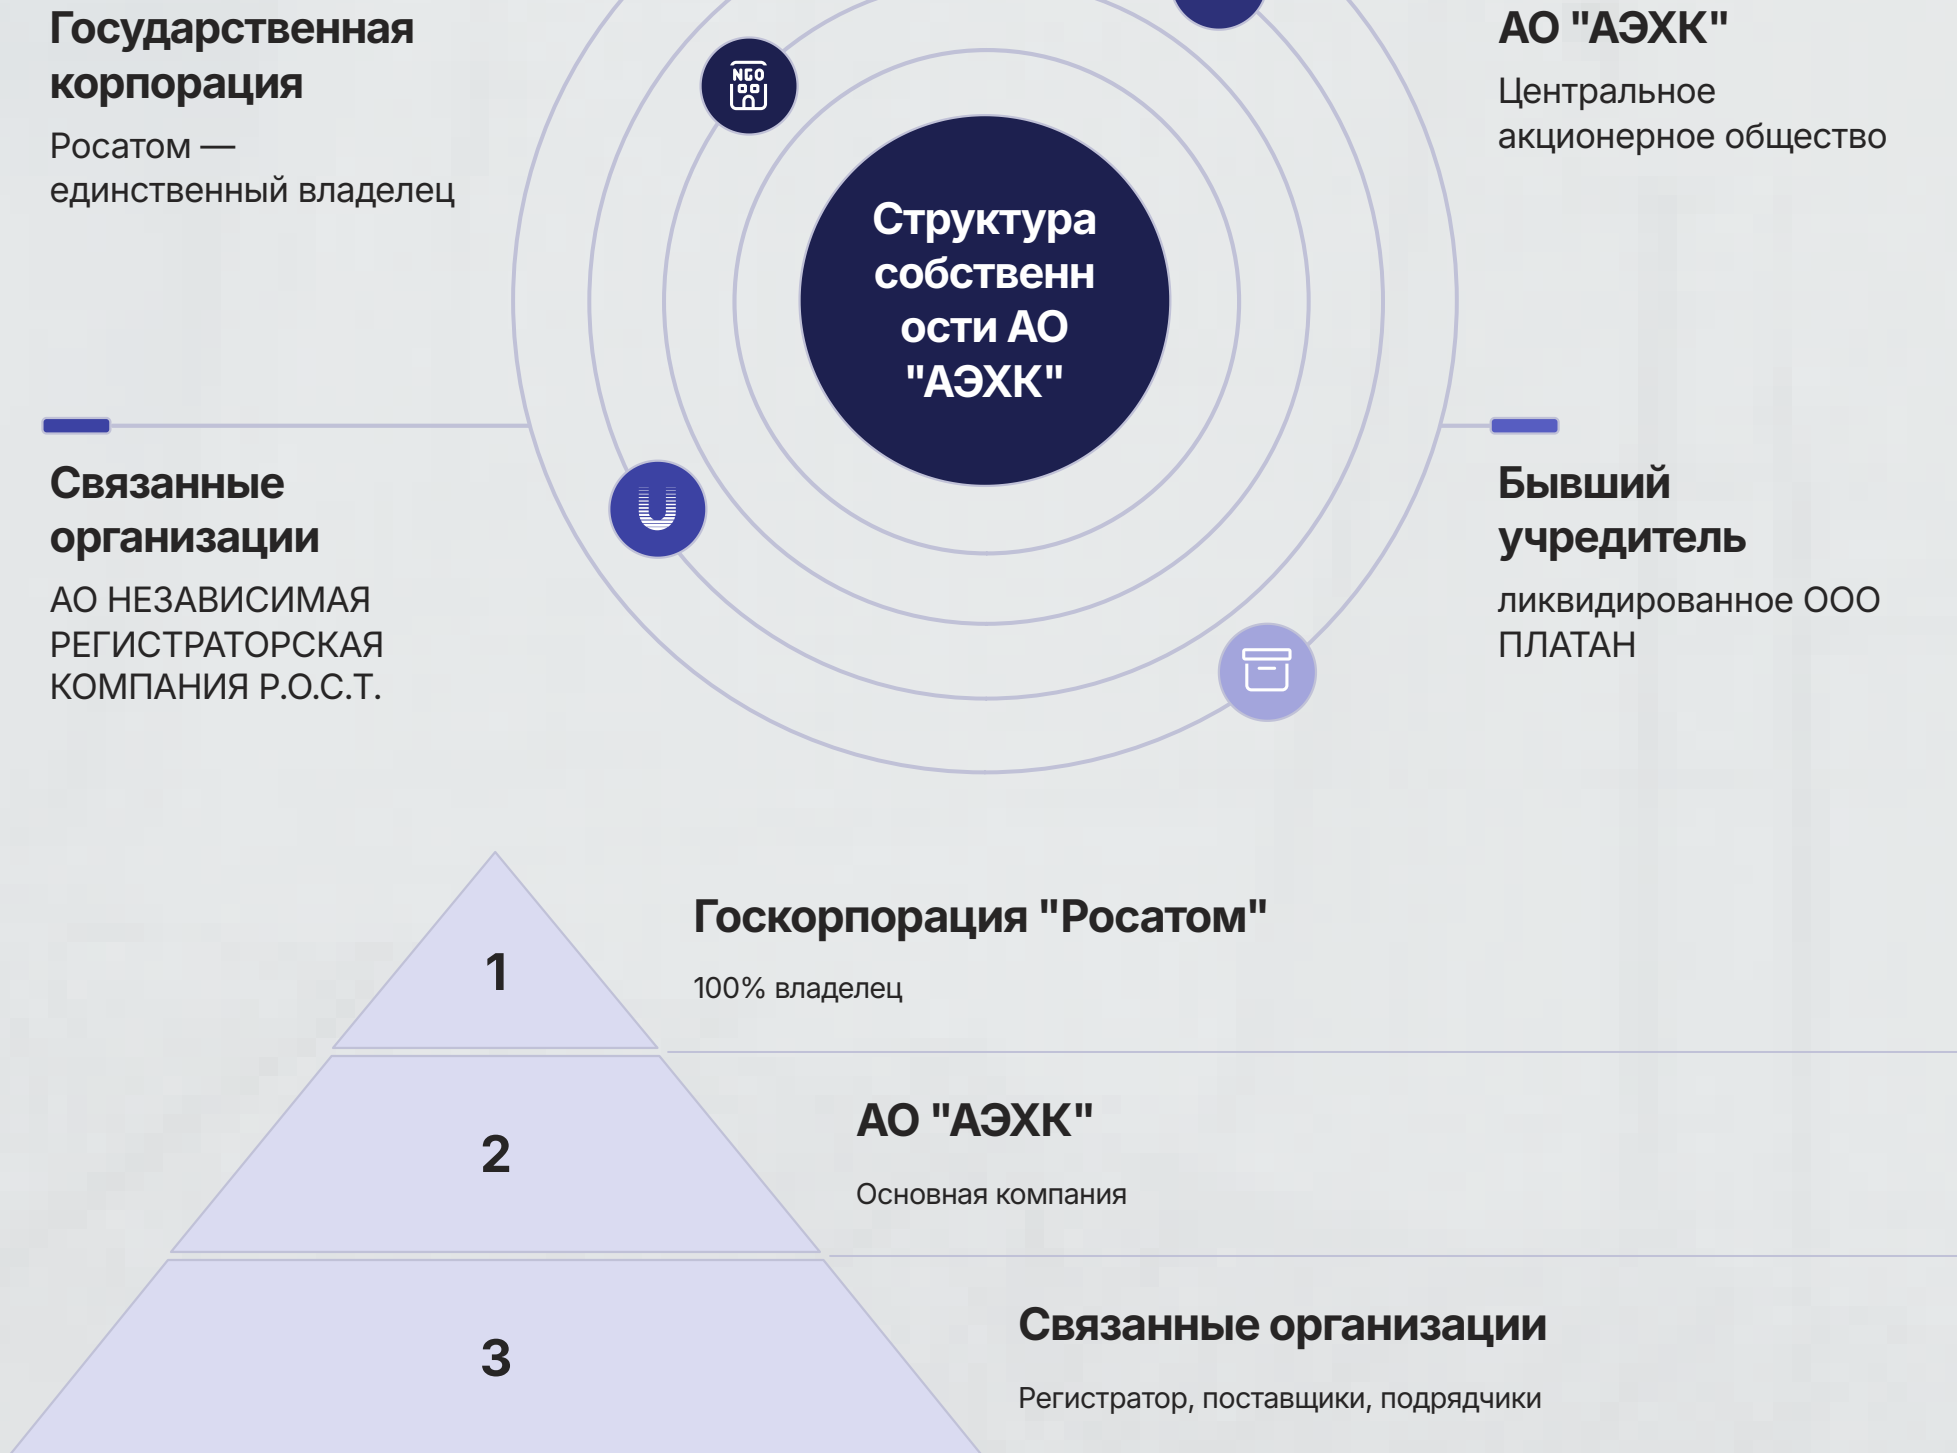 Государственная
корпорация
Росатом —
единственный владелец
АО "АЭХК"
Центральное
акционерное общество
NGO
Структура
собственн
ости АО
"АЭХК"
Связанные
организации
АО НЕЗАВИСИМАЯ
РЕГИСТРАТОРСКАЯ
КОМПАНИЯ Р.О.С.Т.
U
Бывший
учредитель
ликвидированное ООО
ПЛАТАН
1
Госкорпорация "Росатом"
100% владелец
2
АО "АЭХК"
Основная компания
3
Связанные организации
Регистратор, поставщики, подрядчики